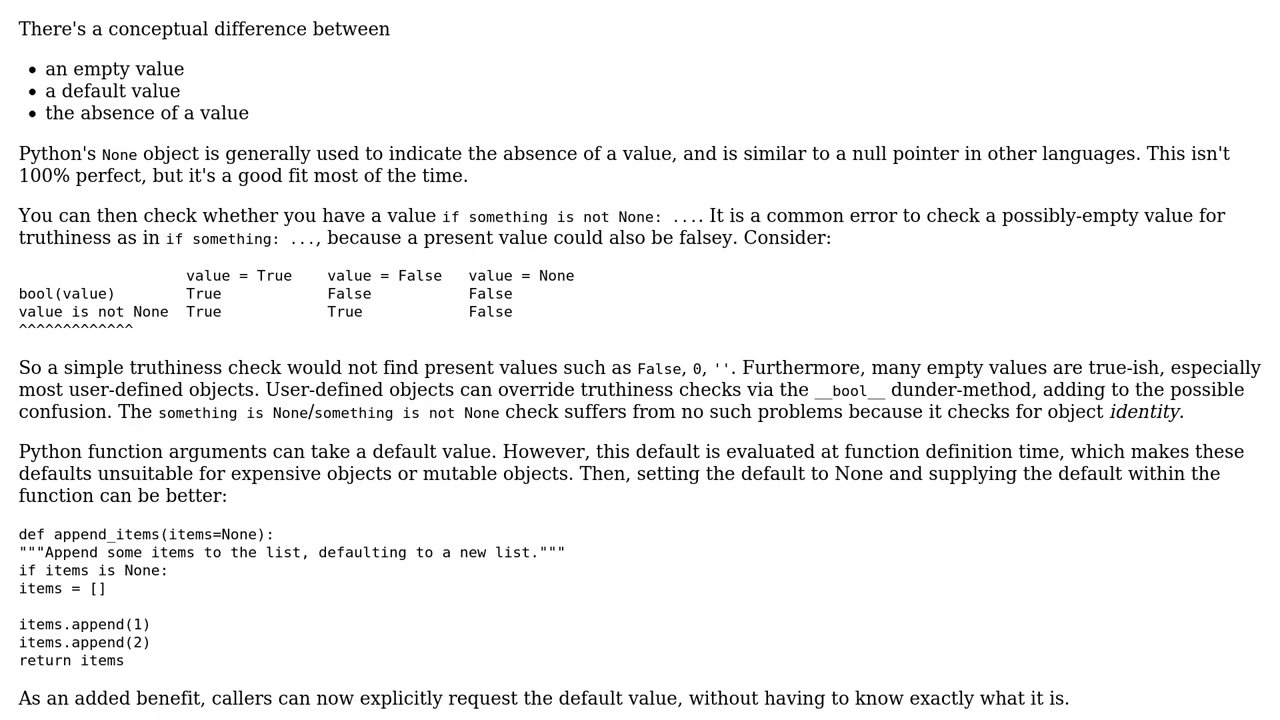 There's a conceptual difference between
• an empty value
• a default value
• the absence of a value
Python's None object is generally used to indicate the absence of a value, and is similar to a null pointer in other languages. This isn't
100% perfect, but it's a good fit most of the time.
You can then check whether you have a value if something is not None: .... It is a common error to check a possibly-empty value for
truthiness as in if something: ..., because a present value could also be falsey. Consider:
value = True    value = False   value = None
bool(value)        True            False           False
value is not None  True            True            False
^^^^^^^^^^^^^
So a simple truthiness check would not find present values such as False, 0, ''. Furthermore, many empty values are true-ish, especially
most user-defined objects. User-defined objects can override truthiness checks via the __bool__ dunder-method, adding to the possible
confusion. The something is None/something is not None check suffers from no such problems because it checks for object identity.
Python function arguments can take a default value. However, this default is evaluated at function definition time, which makes these
defaults unsuitable for expensive objects or mutable objects. Then, setting the default to None and supplying the default within the
function can be better:
def append_items(items=None):
"""Append some items to the list, defaulting to a new list."""
if items is None:
items = []
items.append(1)
items.append(2)
return items
As an added benefit, callers can now explicitly request the default value, without having to know exactly what it is.